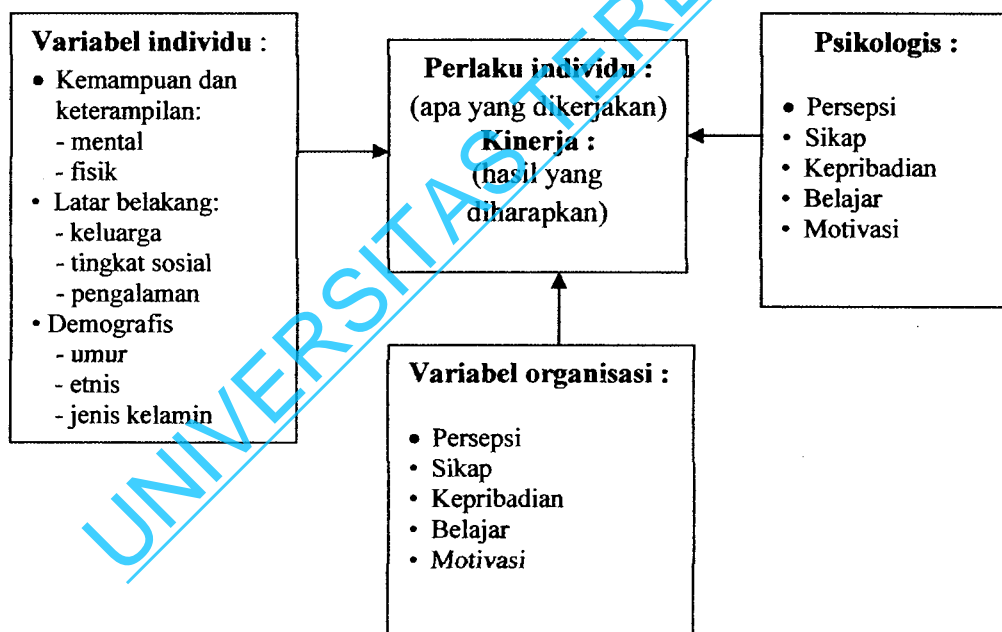 Variabel individu :
• Kemampuan dan
keterampilan:
- mental
- fisik
• Latar belakang:
- keluarga
- tingkat sosial
- pengalaman
• Demografis
- umur
- etnis
- jenis kelamin
Perlaku individu :
(apa yang dikerjakan)
Kinerja :
(hasil yang
diharapkan)
Psikologis :
• Persepsi
• Sikap
• Kepribadian
• Belajar
• Motivasi
Variabel organisasi :
• Persepsi
• Sikap
• Kepribadian
• Belajar
• Motivasi
UNIVERSITAS TER